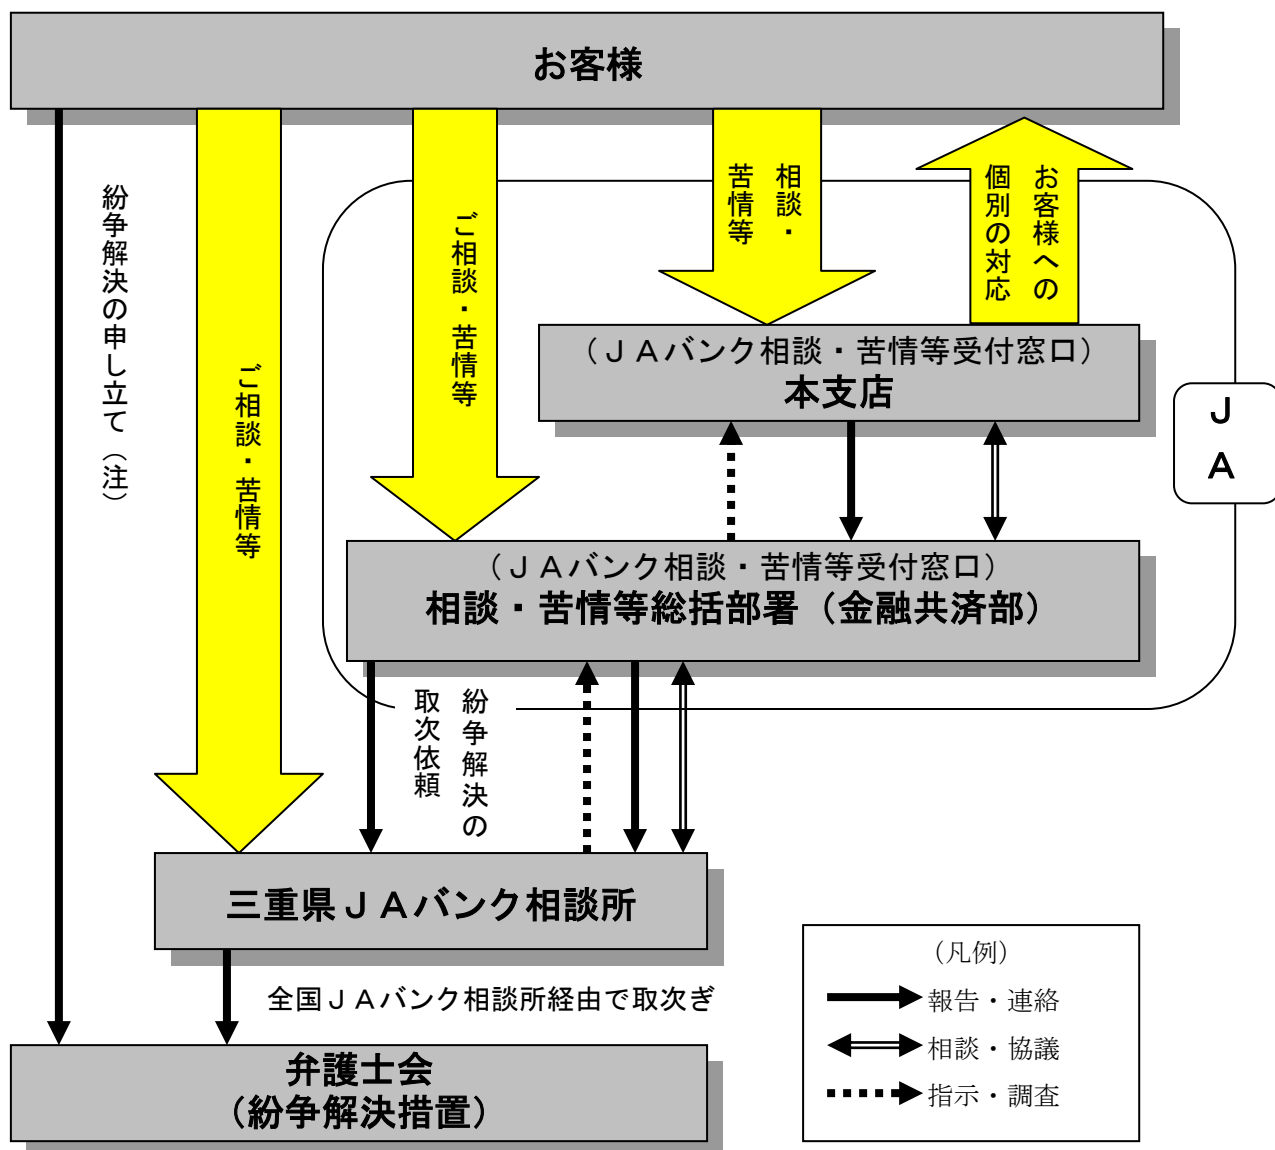 お客様
紛争解決の申し立て（注）
ご相談・苦情等
ご相談・苦情等
相談・
苦情等
お客様への
個別の対応
（ＪＡバンク相談・苦情等受付窓口）
本支店
Ｊ
Ａ
（ＪＡバンク相談・苦情等受付窓口）
相談・苦情等総括部署（金融共済部）
紛争解決の
取次依頼
三重県ＪＡバンク相談所
全国ＪＡバンク相談所経由で取次ぎ
弁護士会
（紛争解決措置）
（凡例）
報告・連絡
相談・協議
指示・調査